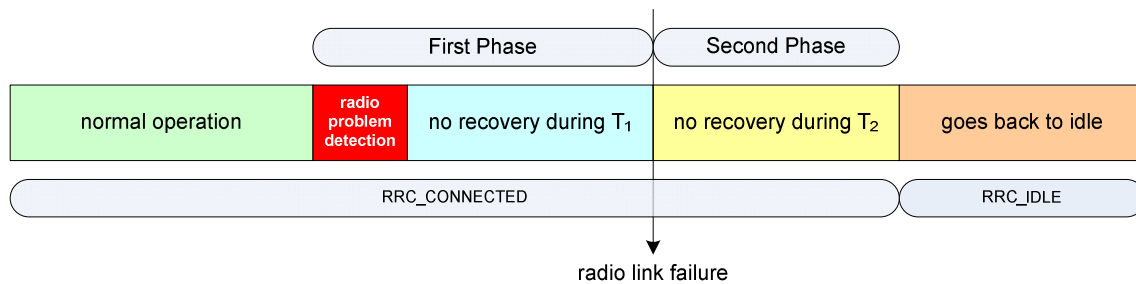 First Phase
Second Phase
normal operation
radio
problem
detection
no recovery during T₁
no recovery during T₂
goes back to idle
RRC_CONNECTED
RRC_IDLE
radio link failure